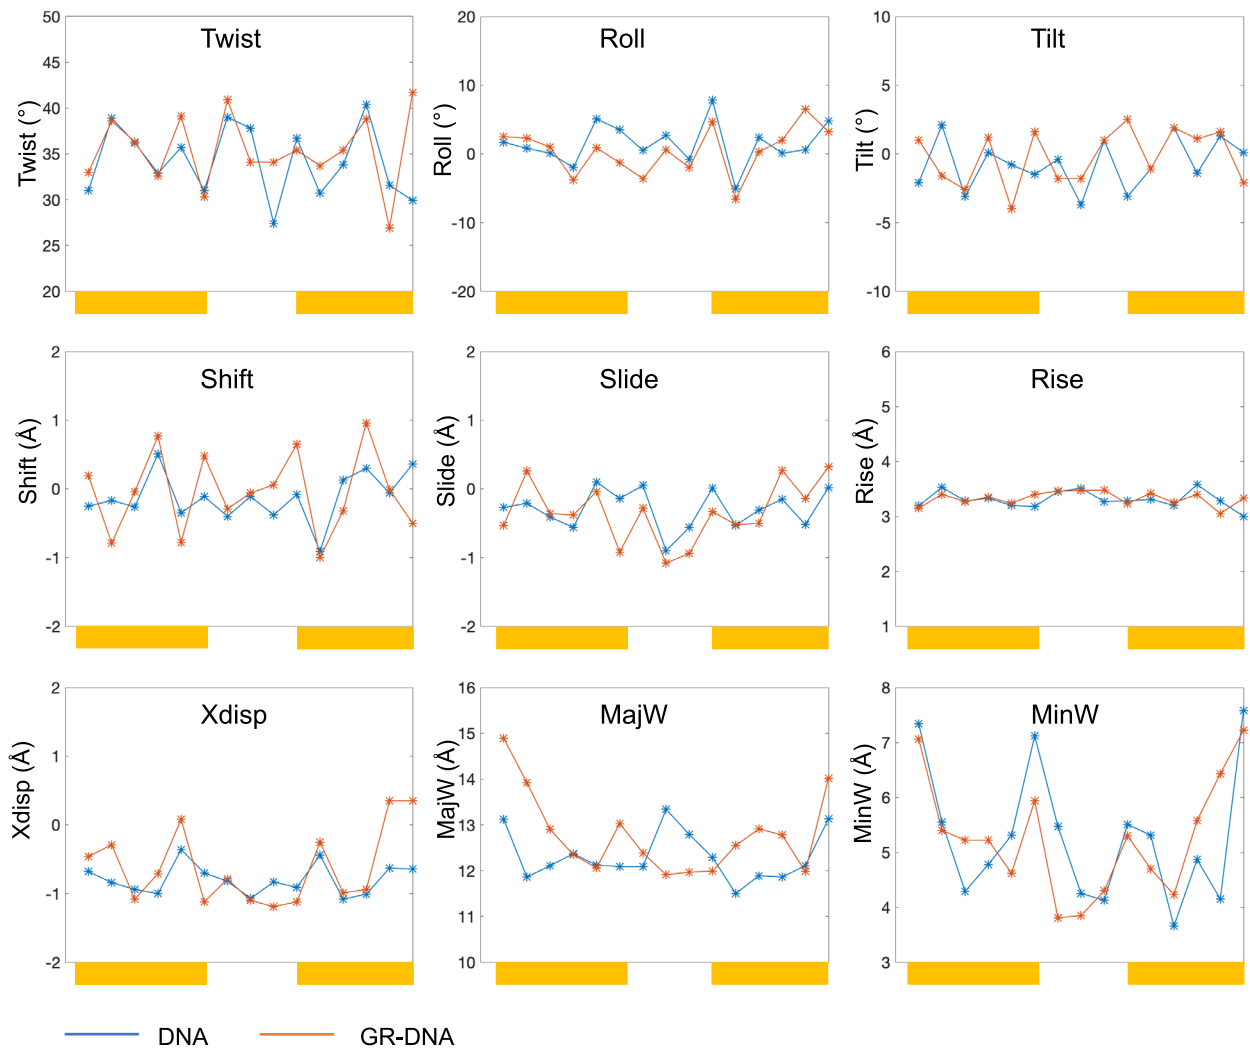 Twist
Twist (°)
50
45
40
35
30
25
20
Roll
Roll (°)
20
10
0
-10
-20
Tilt
Tilt (°)
10
5
0
-5
-10
Shift
Shift (Å)
2
1
0
-1
-2
Slide
Slide (Å)
2
1
0
-1
-2
Rise
Rise (Å)
6
5
4
3
2
1
Xdisp
Xdisp (Å)
2
1
0
-1
-2
MajW
MajW (Å)
16
15
14
13
12
11
10
MinW
MinW (Å)
8
7
6
5
4
3
DNA
GR-DNA